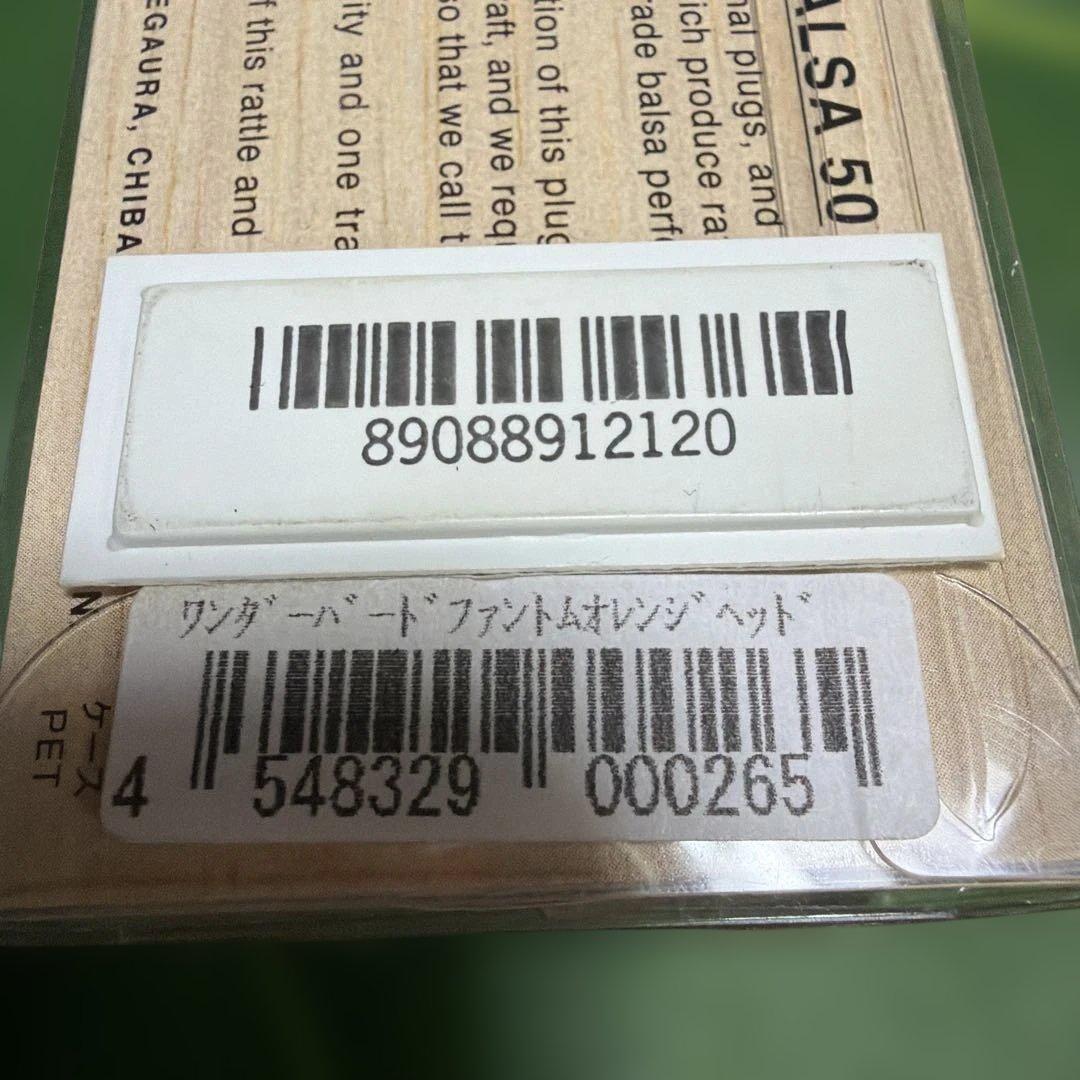 ALSA 50
nal plugs, and
ich produce ra
rade balsa perf
tion of this plug
raft, and we requ
so that we call t
ity and one tra
f this rattle and
EGAURA, CHIBA
89088912120
ﾜﾝﾀﾞｰﾊﾞｰﾄﾞﾌｧﾝﾄﾑｵﾚﾝｼﾞﾍｯﾄﾞ
4 548329 000265
ケース
PET